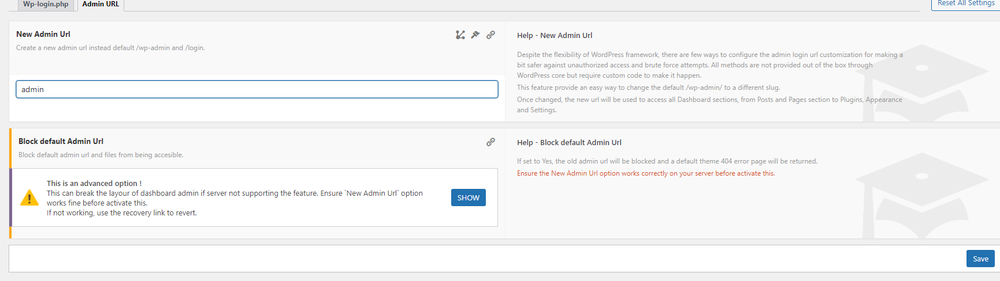 Wp-login.php
Admin URL
Reset All Settings
New Admin Url
Create a new admin url instead default /wp-admin and /login.
admin
Help - New Admin Url
Despite the flexibility of WordPress framework, there are few ways to configure the admin login url customization for making a
bit safer against unauthorized access and brute force attempts. All methods are not provided out of the box through
WordPress core but require custom code to make it happen.
This feature provide an easy way to change the default /wp-admin/ to a different slug.
Once changed, the new url will be used to access all Dashboard sections, from Posts and Pages section to Plugins, Appearance
and Settings.
Block default Admin Url
Block default admin url and files from being accesible.
This is an advanced option !
This can break the layour of dashboard admin if server not supporting the feature. Ensure `New Admin Url` option
works fine before activate this.
If not working, use the recovery link to revert.
SHOW
Help - Block default Admin Url
If set to Yes, the old admin url will be blocked and a default theme 404 error page will be returned.
Ensure the New Admin Url option works correctly on your server before activate this.
Save